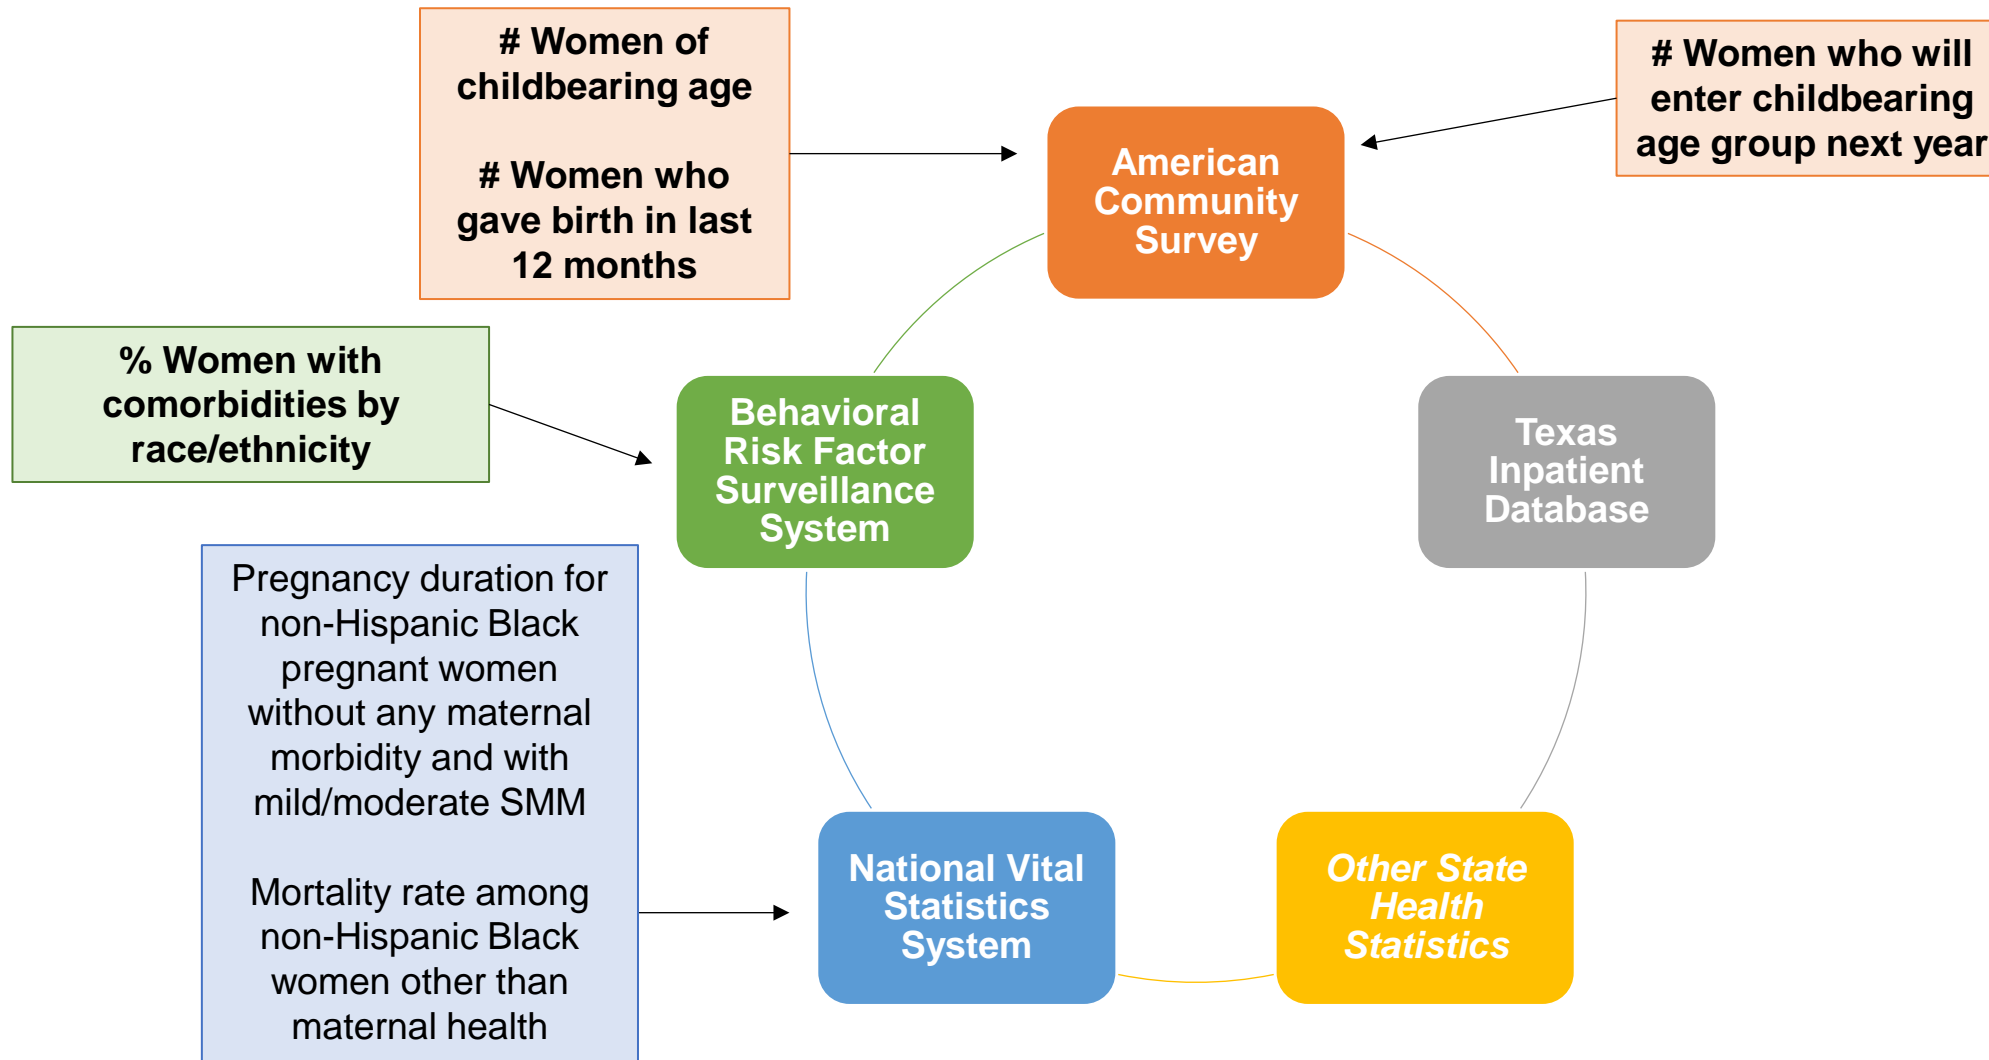 # Women of
childbearing age
# Women who
gave birth in last
12 months
# Women who will
enter childbearing
age group next year
American
Community
Survey
% Women with
comorbidities by
race/ethnicity
Behavioral
Risk Factor
Surveillance
System
Texas
Inpatient
Database
Pregnancy duration for
non-Hispanic Black
pregnant women
without any maternal
morbidity and with
mild/moderate SMM
Mortality rate among
non-Hispanic Black
women other than
maternal health
National Vital
Statistics
System
Other State
Health
Statistics